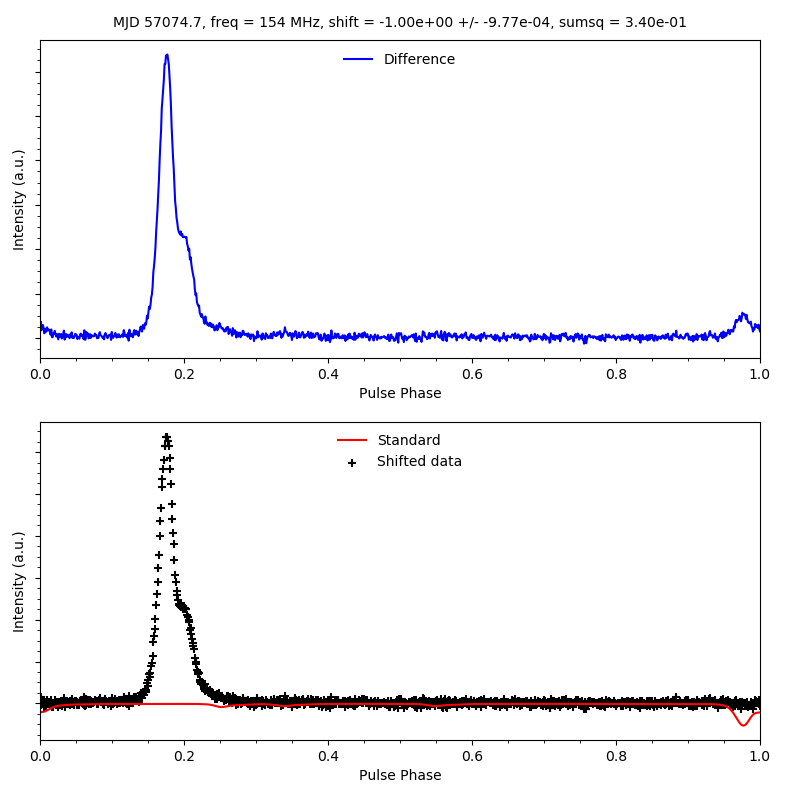 MJD 57074.7, freq = 154 MHz, shift = -1.00e+00 +/- -9.77e-04, sumsq = 3.40e-01
Difference
Intensity (a.u.)
0.0 0.2 0.4 0.6 0.8 1.0
Pulse Phase
Standard
Shifted data
Intensity (a.u.)
0.0 0.2 0.4 0.6 0.8 1.0
Pulse Phase